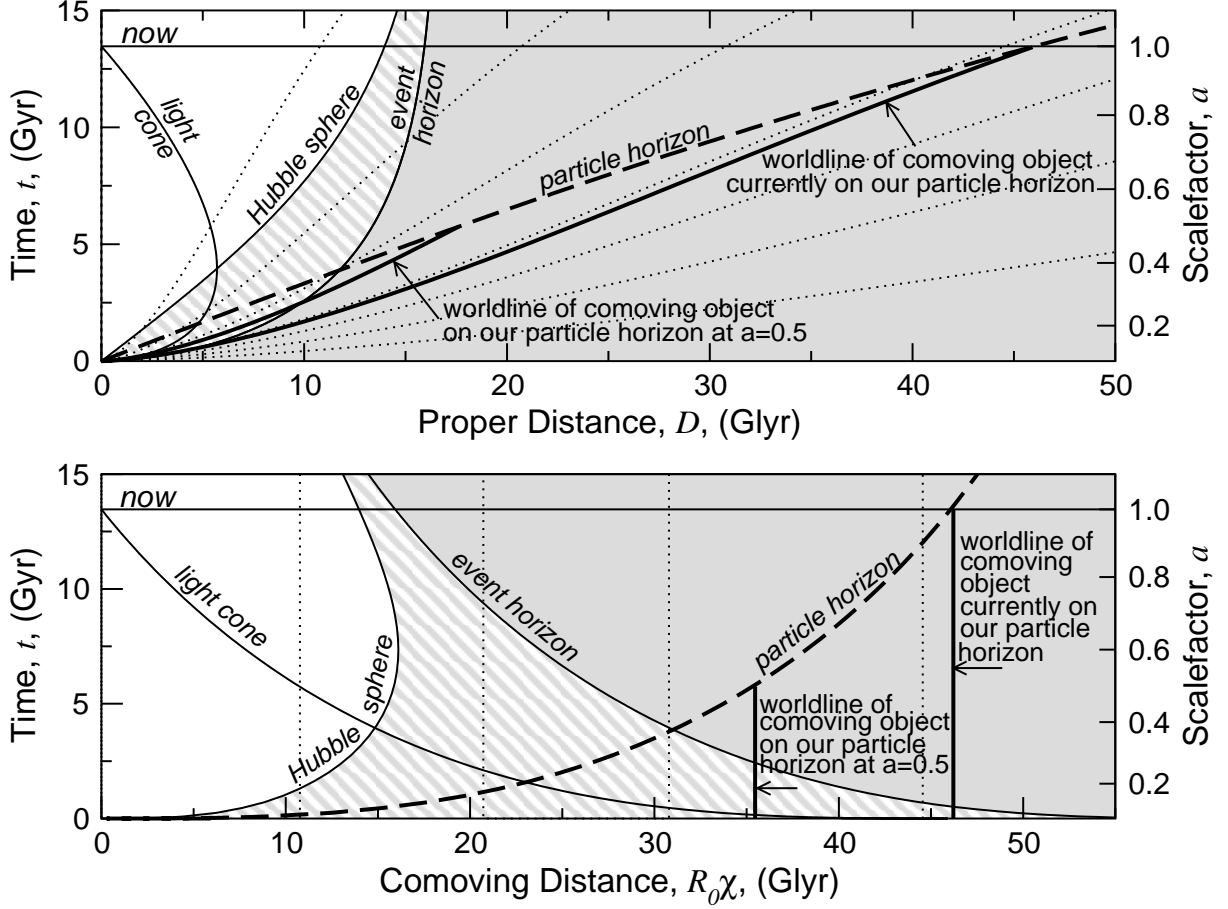 15
10
5
0
Time, t, (Gyr)
now
light
cone
Hubble sphere
event
horizon
particle horizon
worldline of comoving object
currently on our particle horizon
worldline of comoving object
on our particle horizon at a=0.5
1.0
0.8
0.6
0.4
0.2
Scalefactor, a
0 10 20 30 40 50
Proper Distance, D, (Glyr)
15
10
5
0
Time, t, (Gyr)
now
light cone
Hubble sphere
event horizon
particle horizon
worldline of
comoving object
on our particle
horizon at a=0.5
worldline of
comoving
object
currently on
our particle
horizon
1.0
0.8
0.6
0.4
0.2
Scalefactor, a
0 10 20 30 40 50
Comoving Distance, R₀χ, (Glyr)